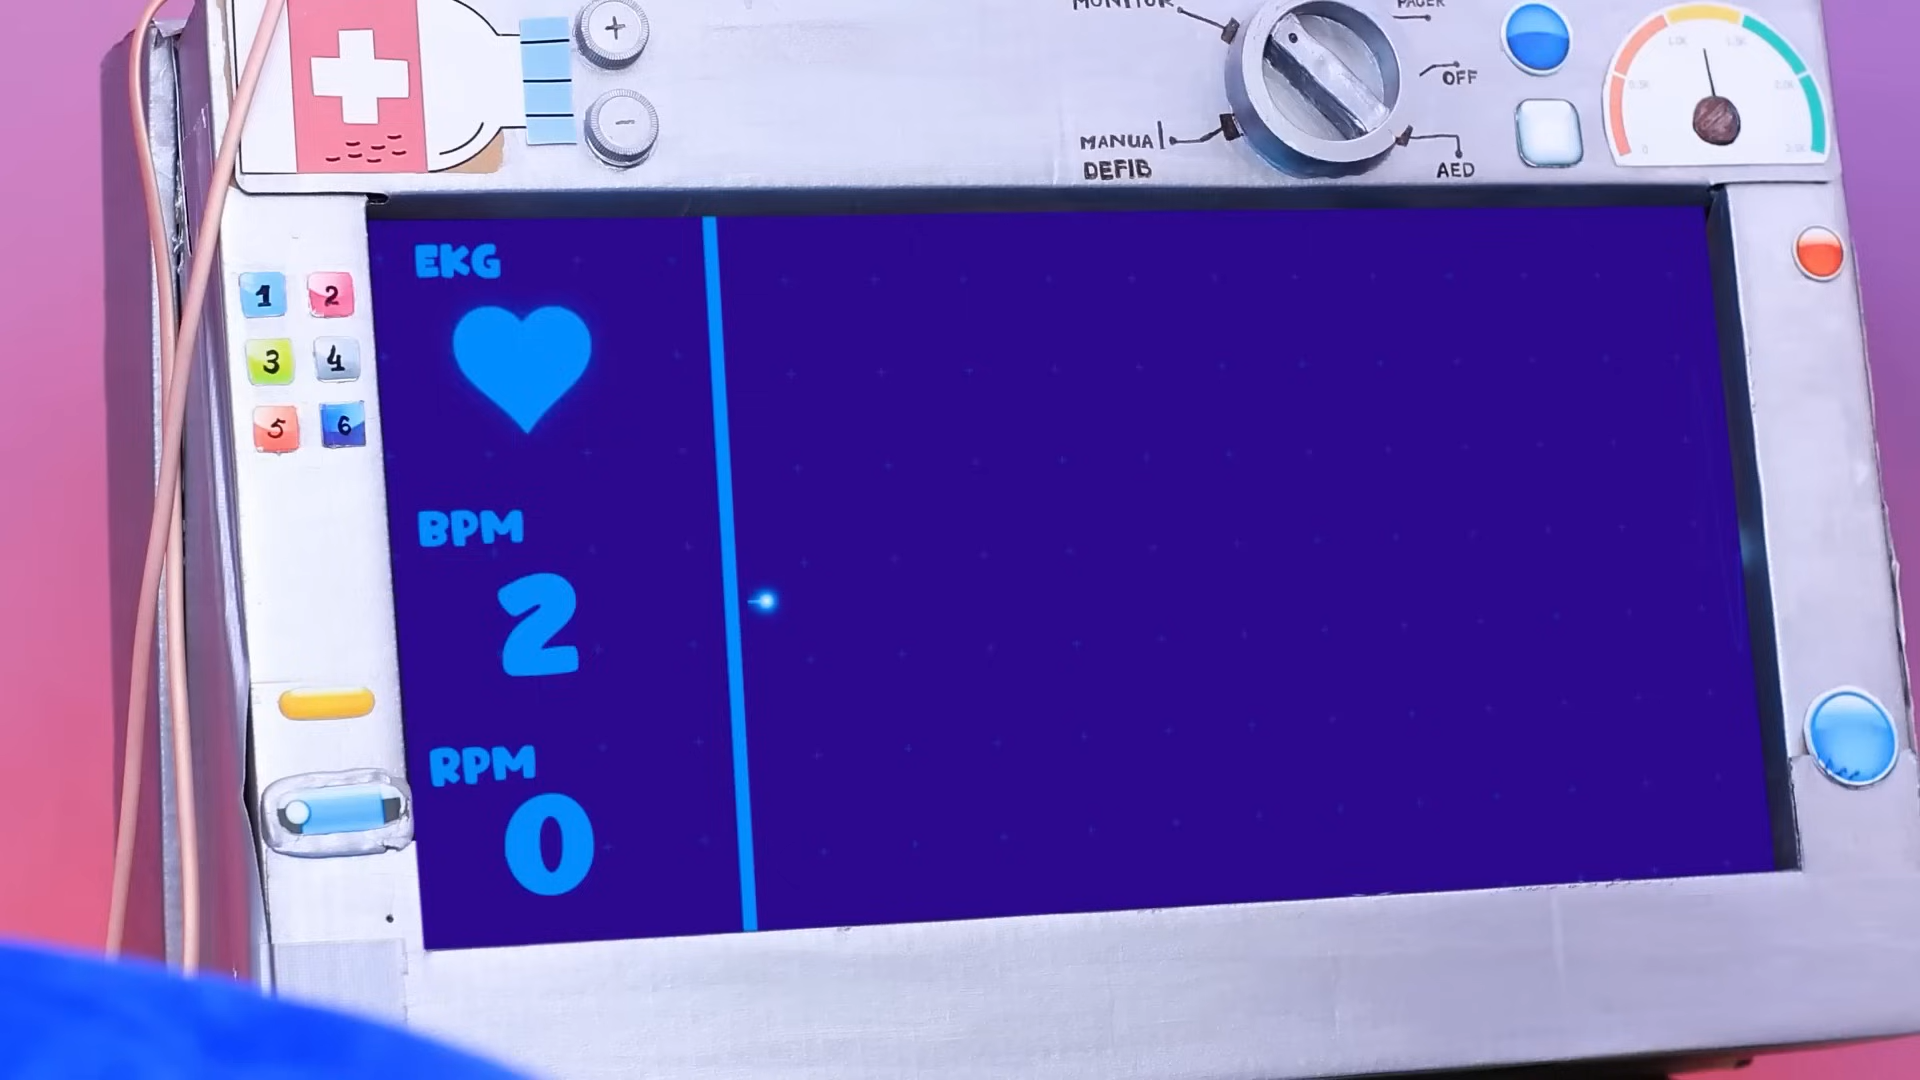 MONITOR
PACER
+
OFF
−
MANUAL
DEFIB
AED
EKG
1 2
3 4
5 6
BPM
2
RPM
0